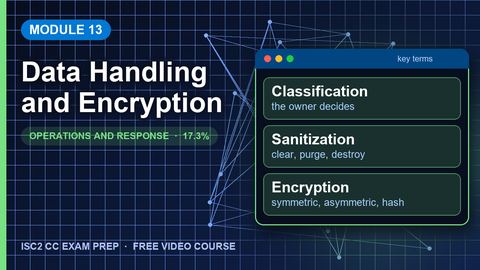 MODULE 13
Data Handling
and Encryption
OPERATIONS AND RESPONSE · 17.3%
ISC2 CC EXAM PREP · FREE VIDEO COURSE
key terms
Classification
the owner decides
Sanitization
clear, purge, destroy
Encryption
symmetric, asymmetric, hash